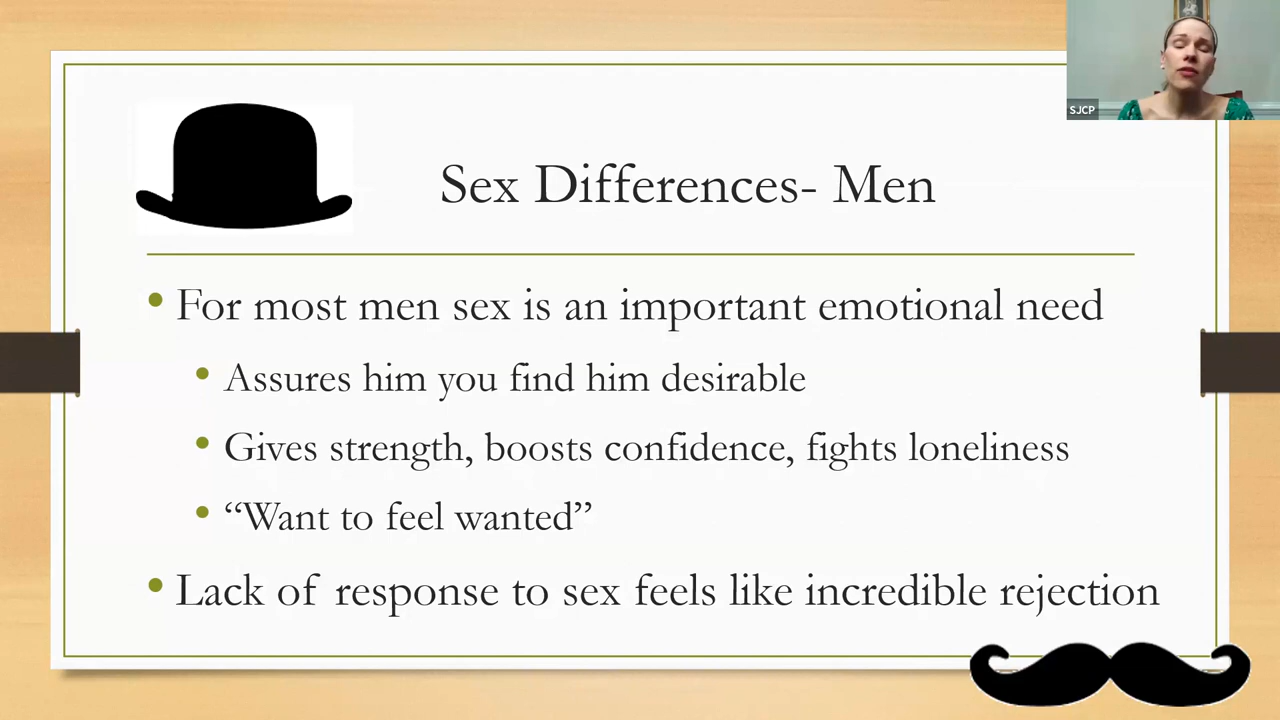 SJCP
Sex Differences- Men
• For most men sex is an important emotional need
• Assures him you find him desirable
• Gives strength, boosts confidence, fights loneliness
• “Want to feel wanted”
• Lack of response to sex feels like incredible rejection